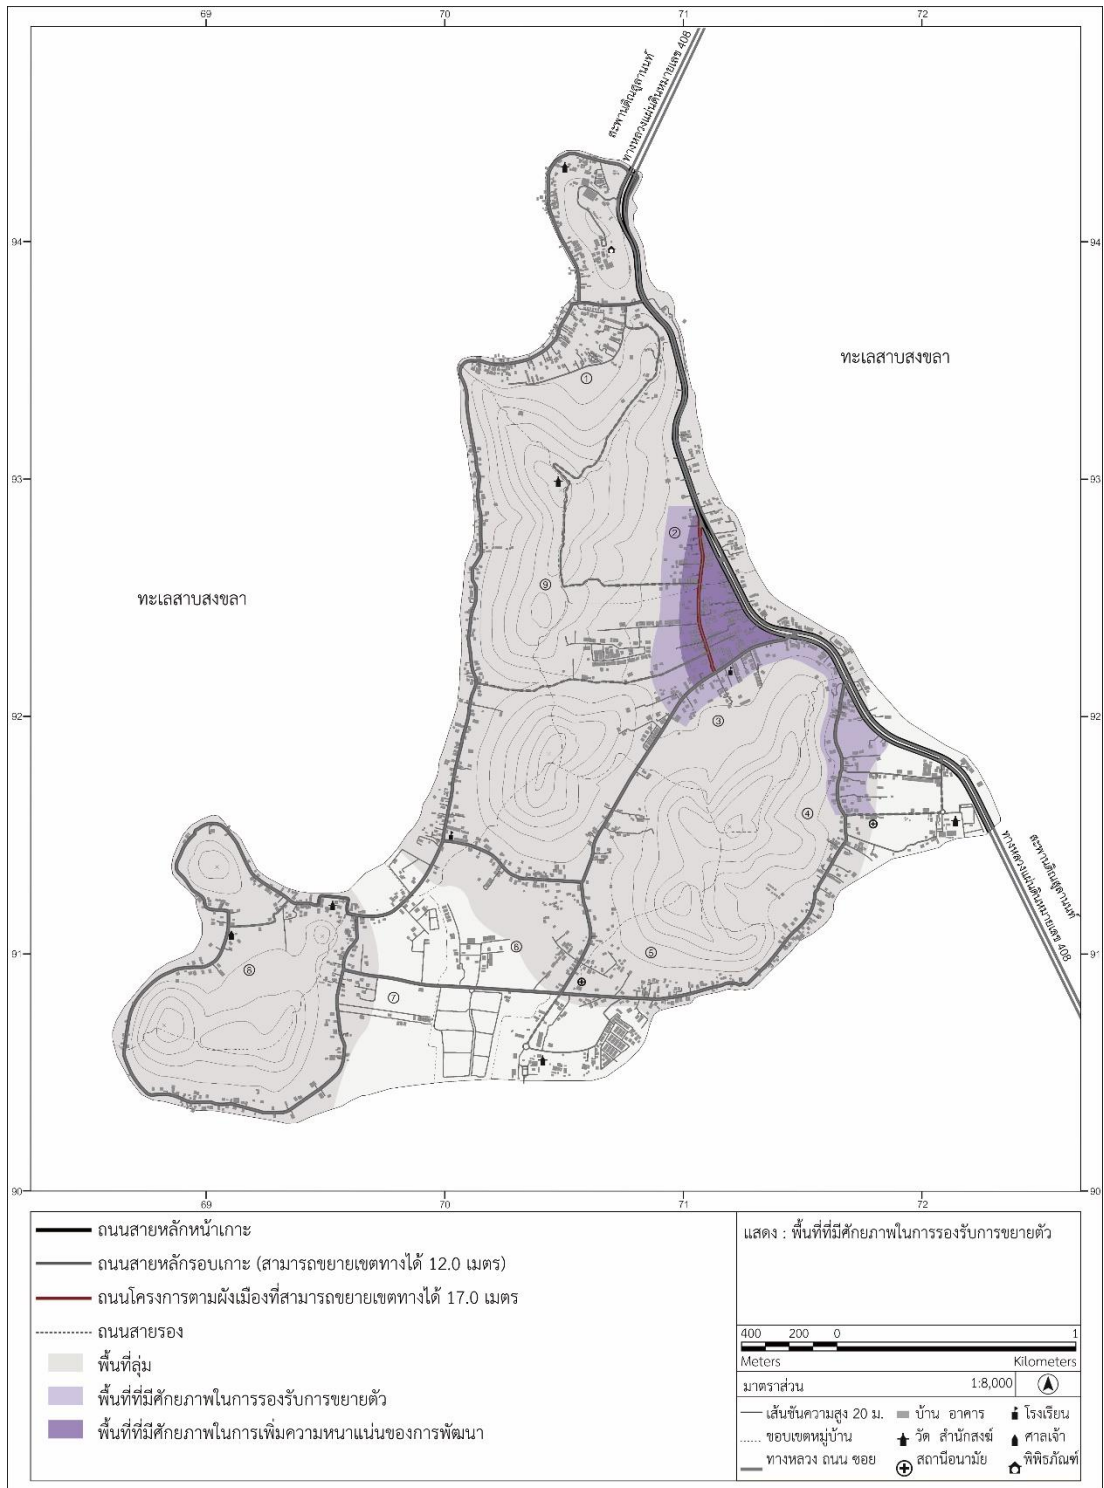 69 70 71 72
สะพานติณสูลานนท์
ทางหลวงแผ่นดินหมายเลข 408
94 94
ทะเลสาบสงขลา
①
93 93
②
⑨
ทะเลสาบสงขลา
92 92
③
④
สะพานติณสูลานนท์
ทางหลวงแผ่นดินหมายเลข 408
91 91
⑥ ⑤
⑧
⑦
90 90
69 70 71 72
ถนนสายหลักหน้าเกาะ
ถนนสายหลักรอบเกาะ (สามารถขยายเขตทางได้ 12.0 เมตร)
ถนนโครงการตามผังเมืองที่สามารถขยายเขตทางได้ 17.0 เมตร
ถนนสายรอง
พื้นที่ลุ่ม
พื้นที่ที่มีศักยภาพในการรองรับการขยายตัว
พื้นที่ที่มีศักยภาพในการเพิ่มความหนาแน่นของการพัฒนา
แสดง : พื้นที่ที่มีศักยภาพในการรองรับการขยายตัว
400 200 0 1
Meters Kilometers
มาตราส่วน 1:8,000
เส้นชั้นความสูง 20 ม. บ้าน อาคาร โรงเรียน
ขอบเขตหมู่บ้าน วัด สำนักสงฆ์ ศาลเจ้า
ทางหลวง ถนน ซอย สถานีอนามัย พิพิธภัณฑ์